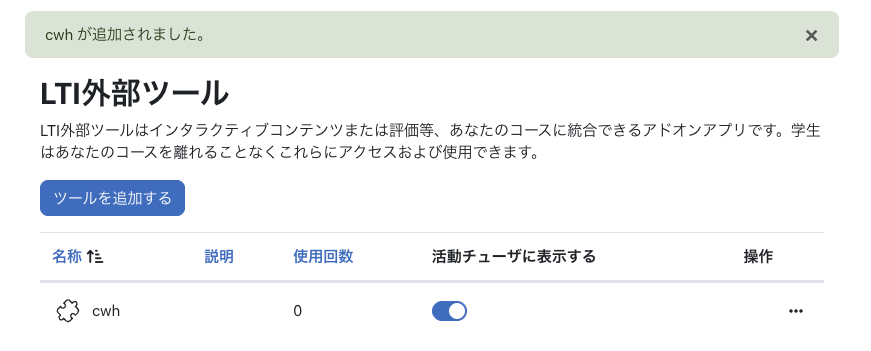 cwh が追加されました。
LTI外部ツール
LTI外部ツールはインタラクティブコンテンツまたは評価等、あなたのコースに統合できるアドオンアプリです。学生
はあなたのコースを離れることなくこれらにアクセスおよび使用できます。
ツールを追加する
名称 説明 使用回数 活動チューザに表示する 操作
cwh 0